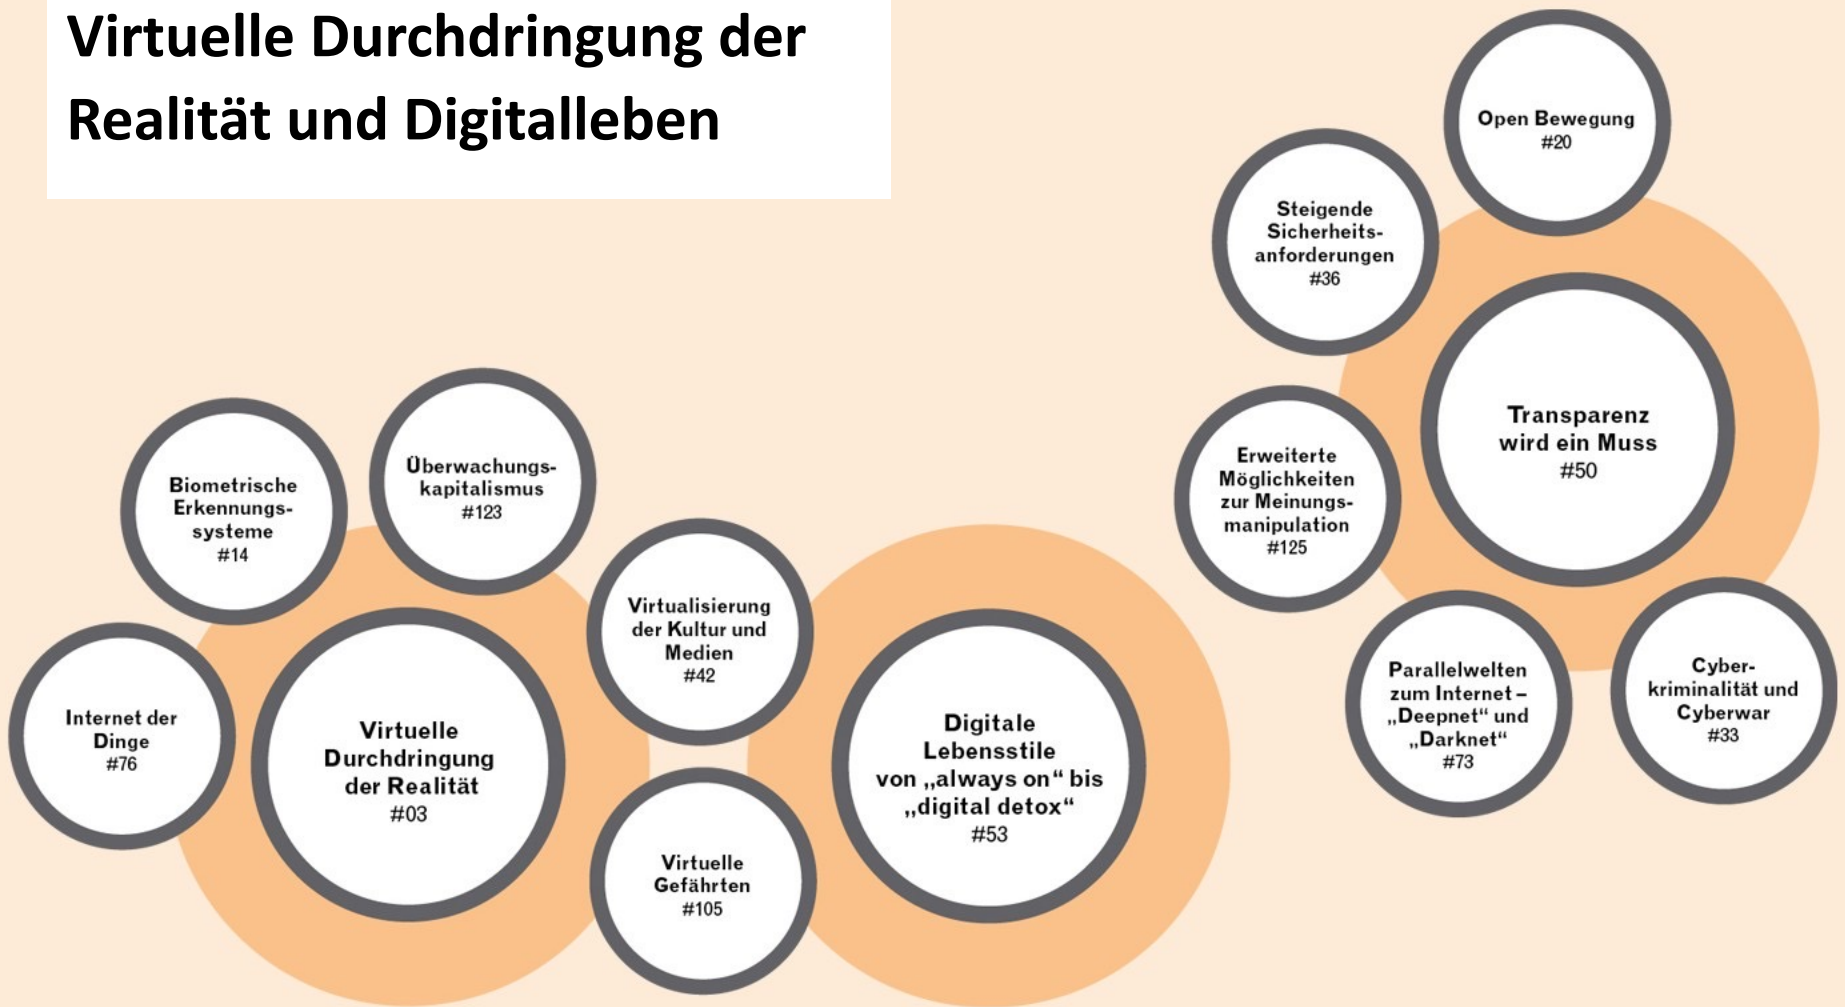 Virtuelle Durchdringung der
Realität und Digitalleben
Open Bewegung
#20
Steigende
Sicherheits-
anforderungen
#36
Transparenz
wird ein Muss
#50
Erweiterte
Möglichkeiten
zur Meinungs-
manipulation
#125
Parallelwelten
zum Internet –
„Deepnet“ und
„Darknet“
#73
Cyber-
kriminalität und
Cyberwar
#33
Biometrische
Erkennungs-
systeme
#14
Überwachungs-
kapitalismus
#123
Internet der
Dinge
#76
Virtuelle
Durchdringung
der Realität
#03
Virtualisierung
der Kultur und
Medien
#42
Virtuelle
Gefährten
#105
Digitale
Lebensstile
von „always on“ bis
„digital detox“
#53